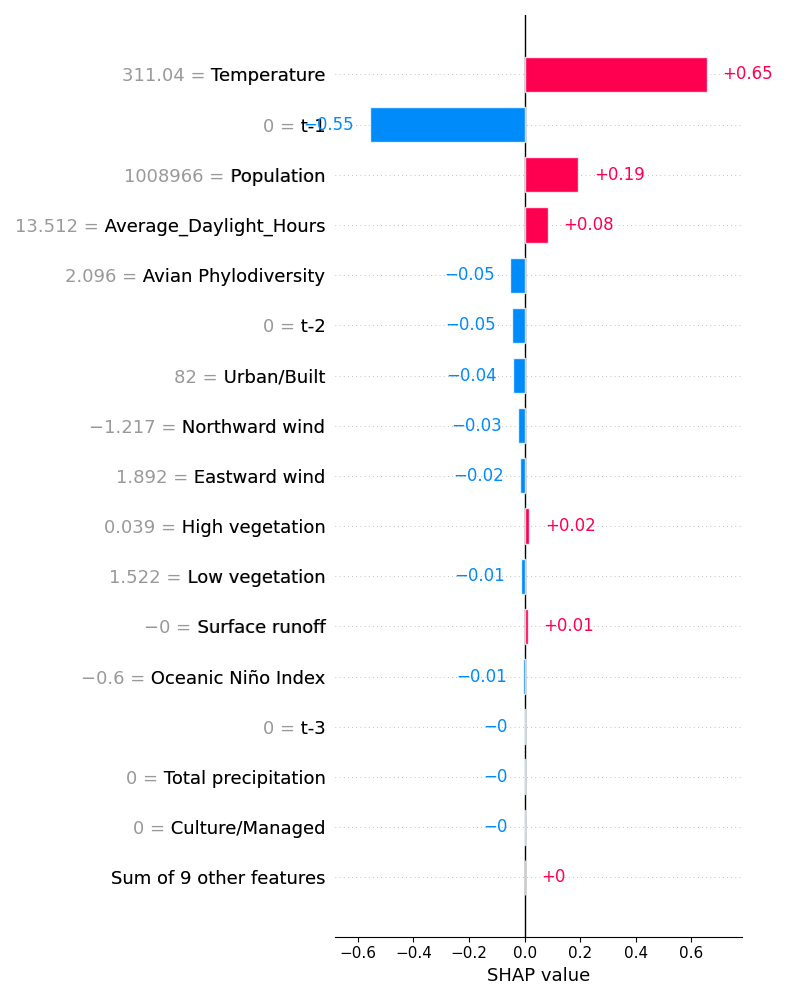 311.04 = Temperature +0.65
0 = t-1 −0.55
1008966 = Population +0.19
13.512 = Average_Daylight_Hours +0.08
2.096 = Avian Phylodiversity −0.05
0 = t-2 −0.05
82 = Urban/Built −0.04
−1.217 = Northward wind −0.03
1.892 = Eastward wind −0.02
0.039 = High vegetation +0.02
1.522 = Low vegetation −0.01
−0 = Surface runoff +0.01
−0.6 = Oceanic Niño Index −0.01
0 = t-3 −0
0 = Total precipitation −0
0 = Culture/Managed −0
Sum of 9 other features +0
−0.6 −0.4 −0.2 0.0 0.2 0.4 0.6
SHAP value